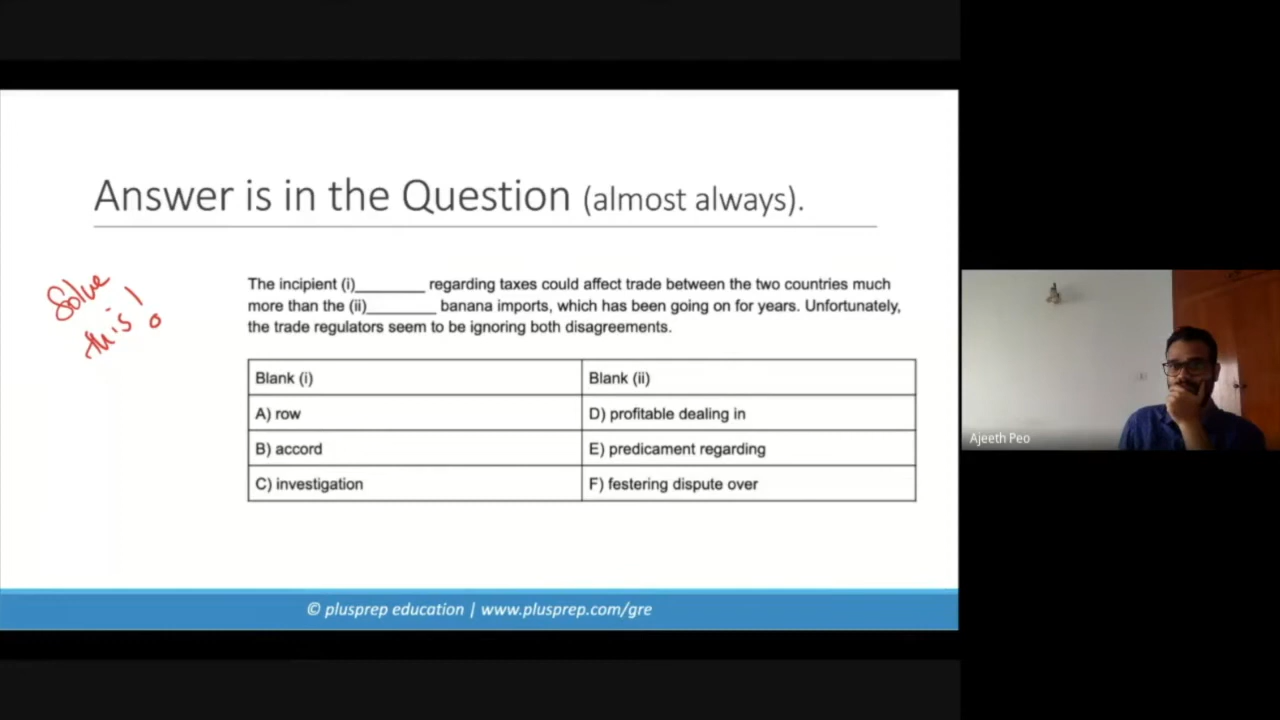 Answer is in the Question (almost always).
Solve
this!
The incipient (i)________ regarding taxes could affect trade between the two countries much
more than the (ii)________ banana imports, which has been going on for years. Unfortunately,
the trade regulators seem to be ignoring both disagreements.
Blank (i) Blank (ii)
A) row D) profitable dealing in
B) accord E) predicament regarding
C) investigation F) festering dispute over
© plusprep education | www.plusprep.com/gre
Ajeeth Peo